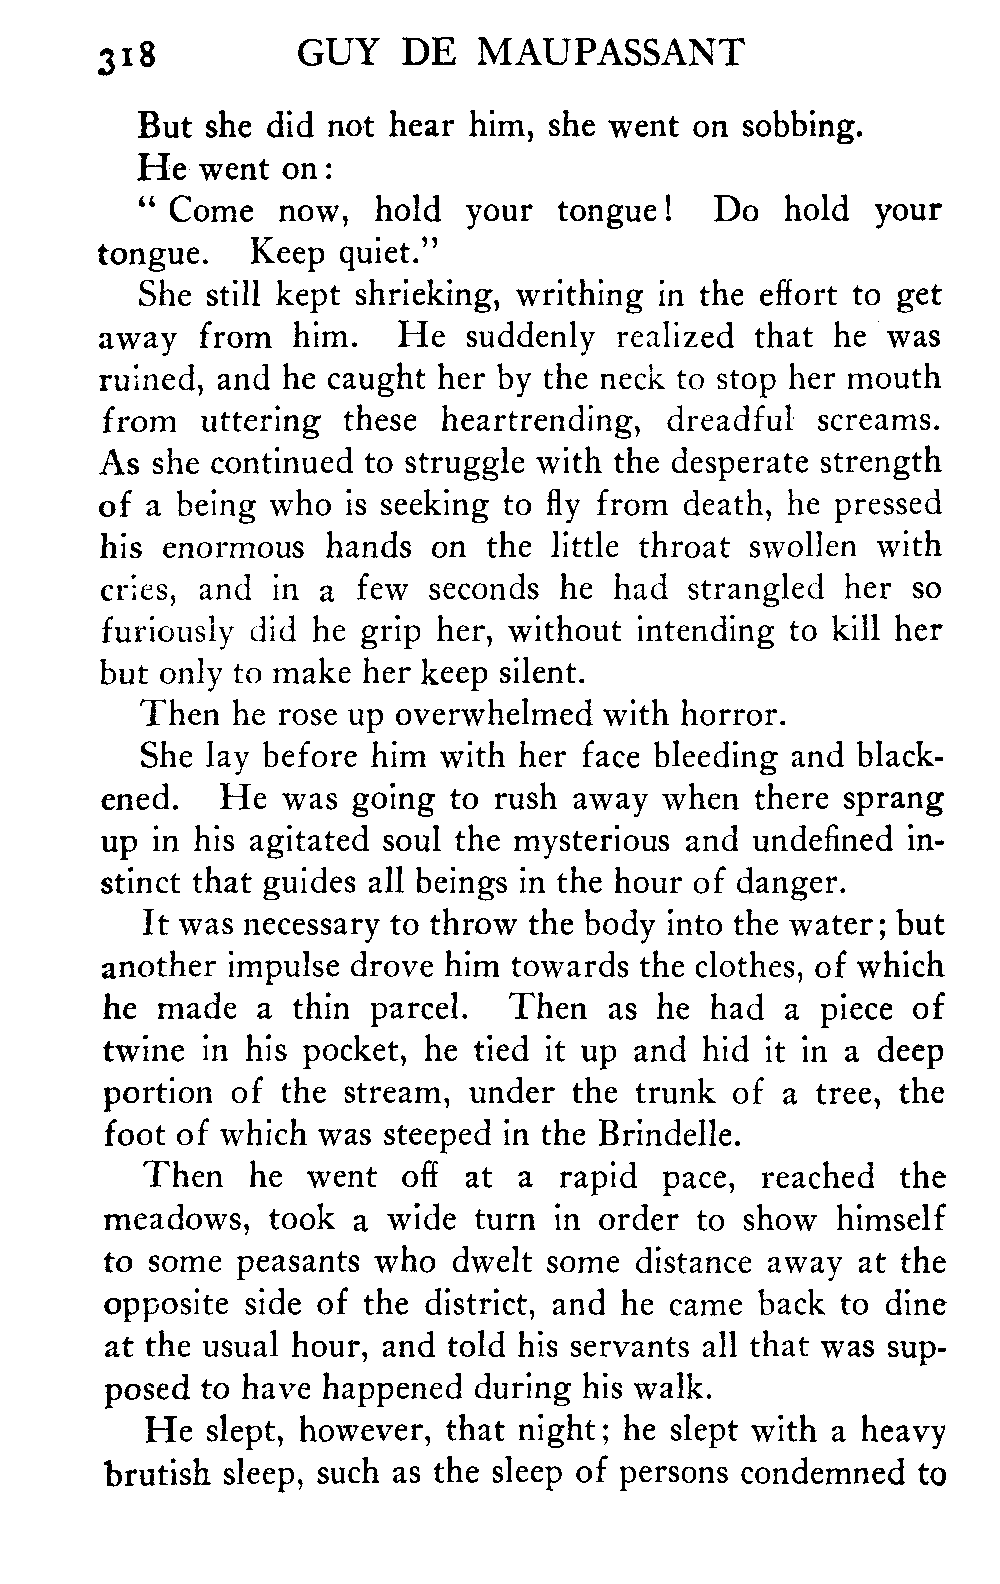 318 GUY DE MAUPASSANT
But she did not hear him, she went on sobbing.
He went on:
“ Come now, hold your tongue! Do hold your
tongue. Keep quiet.”
She still kept shrieking, writhing in the effort to get
away from him. He suddenly realized that he was
ruined, and he caught her by the neck to stop her mouth
from uttering these heartrending, dreadful screams.
As she continued to struggle with the desperate strength
of a being who is seeking to fly from death, he pressed
his enormous hands on the little throat swollen with
cries, and in a few seconds he had strangled her so
furiously did he grip her, without intending to kill her
but only to make her keep silent.
Then he rose up overwhelmed with horror.
She lay before him with her face bleeding and black-
ened. He was going to rush away when there sprang
up in his agitated soul the mysterious and undefined in-
stinct that guides all beings in the hour of danger.
It was necessary to throw the body into the water; but
another impulse drove him towards the clothes, of which
he made a thin parcel. Then as he had a piece of
twine in his pocket, he tied it up and hid it in a deep
portion of the stream, under the trunk of a tree, the
foot of which was steeped in the Brindelle.
Then he went off at a rapid pace, reached the
meadows, took a wide turn in order to show himself
to some peasants who dwelt some distance away at the
opposite side of the district, and he came back to dine
at the usual hour, and told his servants all that was sup-
posed to have happened during his walk.
He slept, however, that night; he slept with a heavy
brutish sleep, such as the sleep of persons condemned to